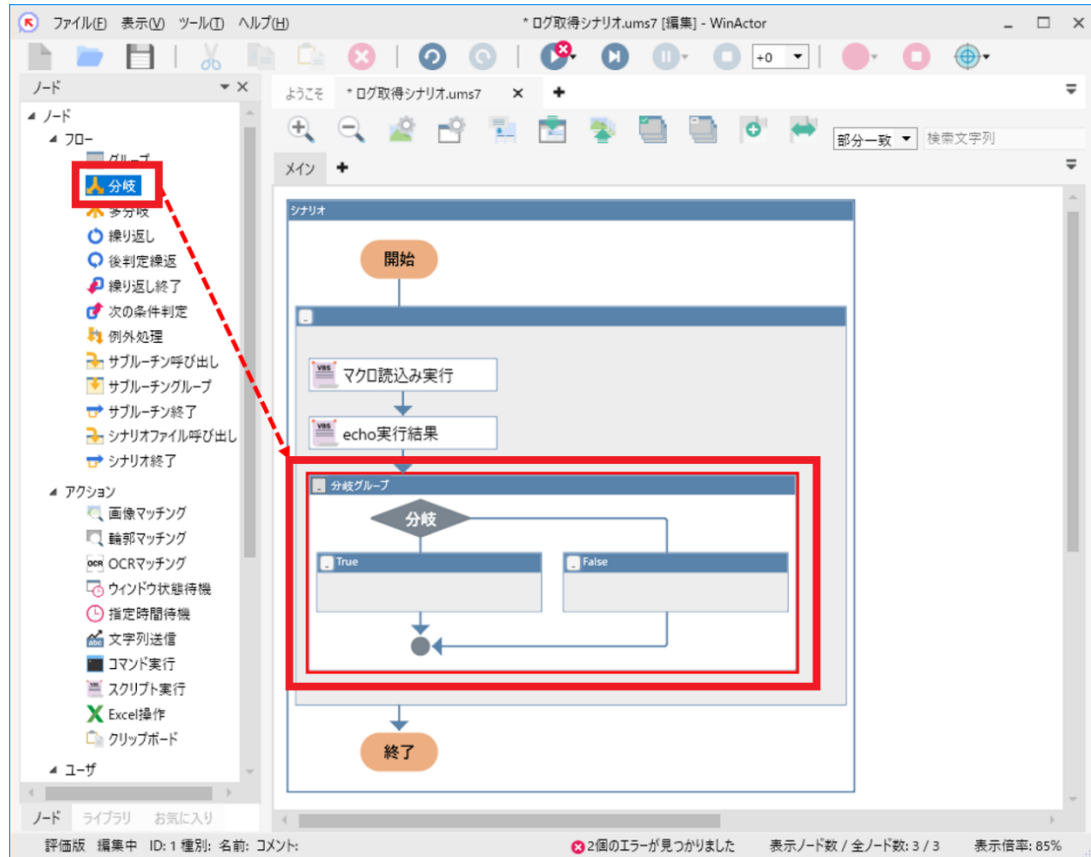 ファイル(F) 表示(V) ツール(T) ヘルプ(H) * ログ取得シナリオ.ums7 [編集] - WinActor
+0
ノード
ようこそ * ログ取得シナリオ.ums7
部分一致 検索文字列
メイン
ノード
フロー
グループ
分岐
多分岐
繰り返し
後判定繰返
繰り返し終了
次の条件判定
例外処理
サブルーチン呼び出し
サブルーチングループ
サブルーチン終了
シナリオファイル呼び出し
シナリオ終了
アクション
画像マッチング
輪郭マッチング
OCR OCRマッチング
ウィンドウ状態待機
指定時間待機
abc 文字列送信
コマンド実行
スクリプト実行
Excel操作
クリップボード
ユーザ
ノード ライブラリ お気に入り
シナリオ
開始
VBS マクロ読込み実行
VBS echo実行結果
分岐グループ
分岐
True False
終了
評価版 編集中 ID: 1 種別: 名前: コメント: 2個のエラーが見つかりました 表示ノード数 / 全ノード数: 3 / 3 表示倍率: 85%